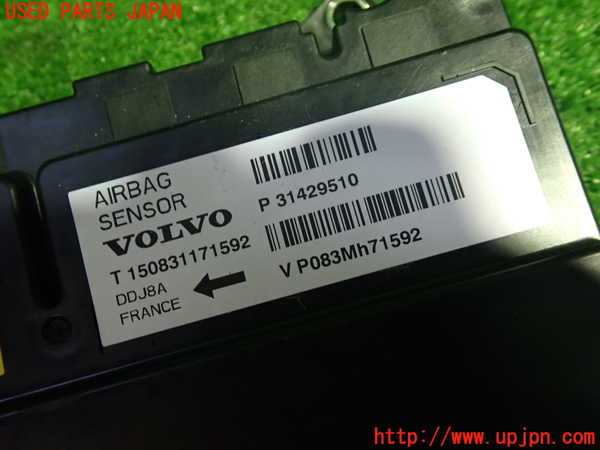 USED PARTS JAPAN
AIRBAG
SENSOR
VOLVO
T 150831171592
DDJ8A
FRANCE
P 31429510
V P083Mh71592
http://www.upjpn.com/